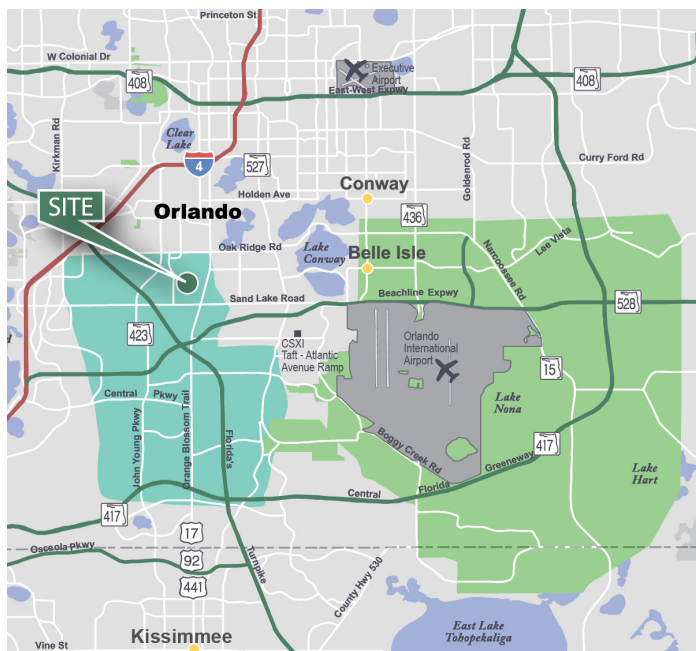 Princeton St
W Colonial Dr
408
Executive
Airport
East-West Expwy
408
Kirkman Rd
Clear
Lake
4
527
Goldenrod Rd
Curry Ford Rd
Holden Ave
Conway
SITE
Orlando
436
Oak Ridge Rd
Lake
Conway
Belle Isle
Narcoossee Rd
Lee Vista
Sand Lake Road
Beachline Expwy
528
423
CSXI
Taft - Atlantic
Avenue Ramp
Orlando
International
Airport
15
Central Pkwy
Lake
Nona
John Young Pkwy
Orange Blossom Trail
Florida's
Boggy Creek Rd
417
Greeneway
Lake
Hart
Central Florida
417
17
Osceola Pkwy
92
Turnpike
441
County Hwy 530
East Lake
Tohopekaliga
Kissimmee
Vine St